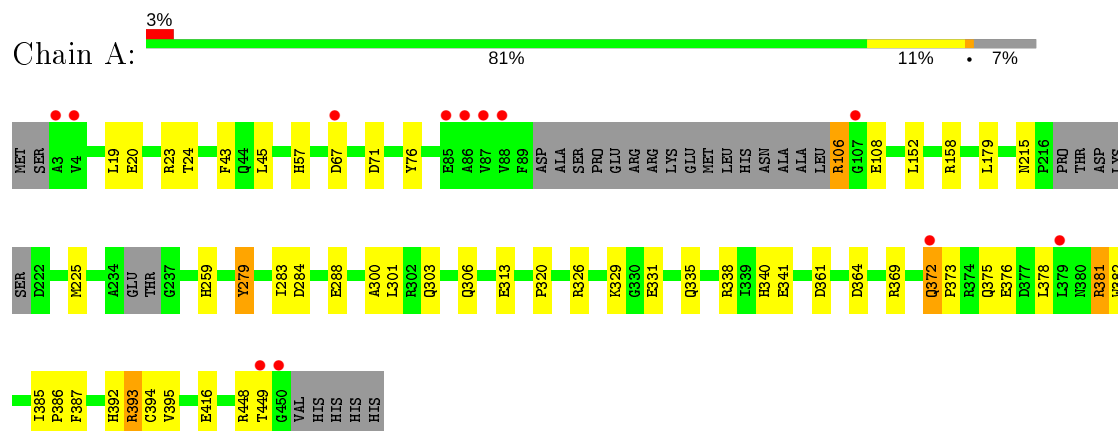 3%
Chain A:
81% 11% • 7%
MET SER A3 V4 L19 E20 R23 T24 F43 Q44 L45 H57 D67 D71 Y76 E85 A86 V87 V88 F89 ASP ALA SER PRO GLU ARG ARG LYS GLU MET LEU HIS ASN ALA ALA LEU R106 G107 E108 L152 R158 L179 N215 P216 PRO THR ASP LYS
SER D222 M225 A234 GLU THR G237 H259 Y279 I283 D284 E288 A300 L301 R302 Q303 Q306 E313 P320 R326 K329 G330 E331 Q335 R338 I339 H340 E341 D361 D364 R369 Q372 P373 R374 Q375 E376 D377 L378 L379 N380 R381
I385 P386 F387 H392 R393 C394 V395 E416 R448 T449 G450 VAL HIS HIS HIS HIS